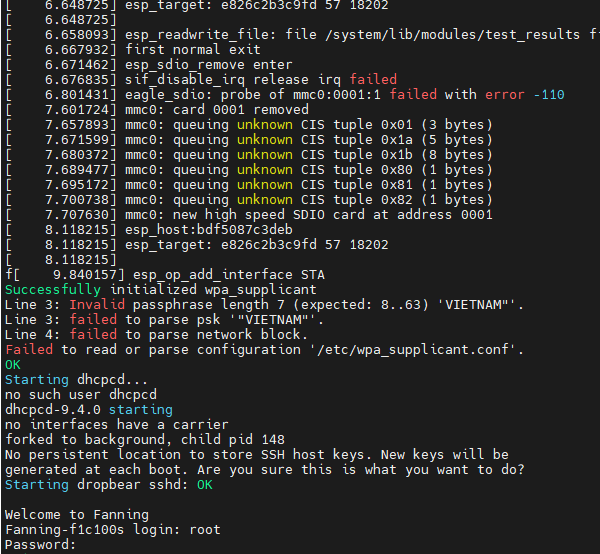 [    6.648725] esp_target: e826c2b3c9fd 57 18202
[    6.648725]
[    6.658093] esp_readwrite_file: file /system/lib/modules/test_results f
[    6.667932] first normal exit
[    6.671462] esp_sdio_remove enter
[    6.676835] sif_disable_irq release irq failed
[    6.801431] eagle_sdio: probe of mmc0:0001:1 failed with error -110
[    7.601724] mmc0: card 0001 removed
[    7.657893] mmc0: queuing unknown CIS tuple 0x01 (3 bytes)
[    7.671599] mmc0: queuing unknown CIS tuple 0x1a (5 bytes)
[    7.680372] mmc0: queuing unknown CIS tuple 0x1b (8 bytes)
[    7.689477] mmc0: queuing unknown CIS tuple 0x80 (1 bytes)
[    7.695172] mmc0: queuing unknown CIS tuple 0x81 (1 bytes)
[    7.700738] mmc0: queuing unknown CIS tuple 0x82 (1 bytes)
[    7.707630] mmc0: new high speed SDIO card at address 0001
[    8.118215] esp_host:bdf5087c3deb
[    8.118215] esp_target: e826c2b3c9fd 57 18202
[    8.118215]
f[    9.840157] esp_op_add_interface STA
Successfully initialized wpa_supplicant
Line 3: Invalid passphrase length 7 (expected: 8..63) 'VIETNAM"'.
Line 3: failed to parse psk '"VIETNAM"'.
Line 4: failed to parse network block.
Failed to read or parse configuration '/etc/wpa_supplicant.conf'.
OK
Starting dhcpcd...
no such user dhcpcd
dhcpcd-9.4.0 starting
no interfaces have a carrier
forked to background, child pid 148
No persistent location to store SSH host keys. New keys will be
generated at each boot. Are you sure this is what you want to do?
Starting dropbear sshd: OK
Welcome to Fanning
Fanning-f1c100s login: root
Password: